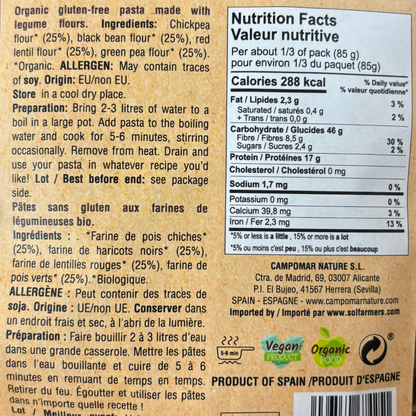 Organic gluten-free pasta made with
legume flours. Ingredients: Chickpea
flour* (25%), black bean flour* (25%), red
lentil flour* (25%), green pea flour* (25%).
*Organic. ALLERGEN: May contain traces
of soy. Origin: EU/non EU.
Store in a cool dry place.
Preparation: Bring 2-3 litres of water to a
boil in a large pot. Add pasta to the boiling
water and cook for 5-6 minutes, stirring
occasionally. Remove from heat. Drain and
use your pasta in whatever recipe you'd
like! Lot / Best before end: see package
side.
Pâtes sans gluten aux farines de
légumineuses bio.
Ingrédients : . *Farine de pois chiches*
(25%), farine de haricots noirs* (25%),
farine de lentilles rouges* (25%), farine de
pois verts* (25%). *Biologique.
ALLERGÈNE : Peut contenir des traces de
soja. Origine : UE/non UE. Conserver dans
un endroit frais et sec, à l'abri de la lumière.
Préparation : Faire bouillir 2 à 3 litres d'eau
dans une grande casserole. Mettre les pâtes
dans l'eau bouillante et cuire de 5 à 6
minutes en remuant de temps en temps.
Retirer du feu. Égoutter et utiliser les pâtes
dans n'importe quelle recette !
Nutrition Facts
Valeur nutritive
Per about 1/3 of pack (85 g)
pour environ 1/3 du paquet (85g)
Calories 288 kcal
% Daily value*
% valeur quotidienne*
Fat / Lipides 2,3 g 3 %
Saturated / saturés 0,4 g
+ Trans / trans 0,0 g 2 %
Carbohydrate / Glucides 46 g
Fibre / Fibres 8,5 g 30 %
Sugars / Sucres 2,4 g 2 %
Protein / Protéines 17 g
Cholesterol / Cholestérol 0 mg
Sodium 1,7 mg 0 %
Potassium 0 mg 0 %
Calcium 39,8 mg 3 %
Iron / Fer 2,3 mg 13 %
*5% or less is a little, 15% or more is a lot
*5% ou moins c'est peu, 15% ou plus c'est beaucoup
CAMPOMAR NATURE S.L.
Ctra. de Madrid, 69, 03007 Alicante
P.I. El Bujeo, 41567 Herrera (Sevilla)
SPAIN - ESPAGNE - www.campomarnature.com
Imported by / Importé par www.solfarmers.com
5-6 min
Vegan
PRODUCT
Organic
FOOD
PRODUCT OF SPAIN /PRODUIT D'ESPAGNE